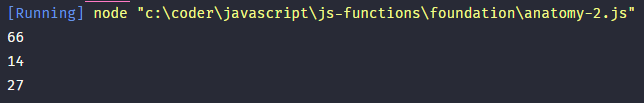 [Running] node "c:\coder\javascript\js-functions\foundation\anatomy-2.js"
66
14
27